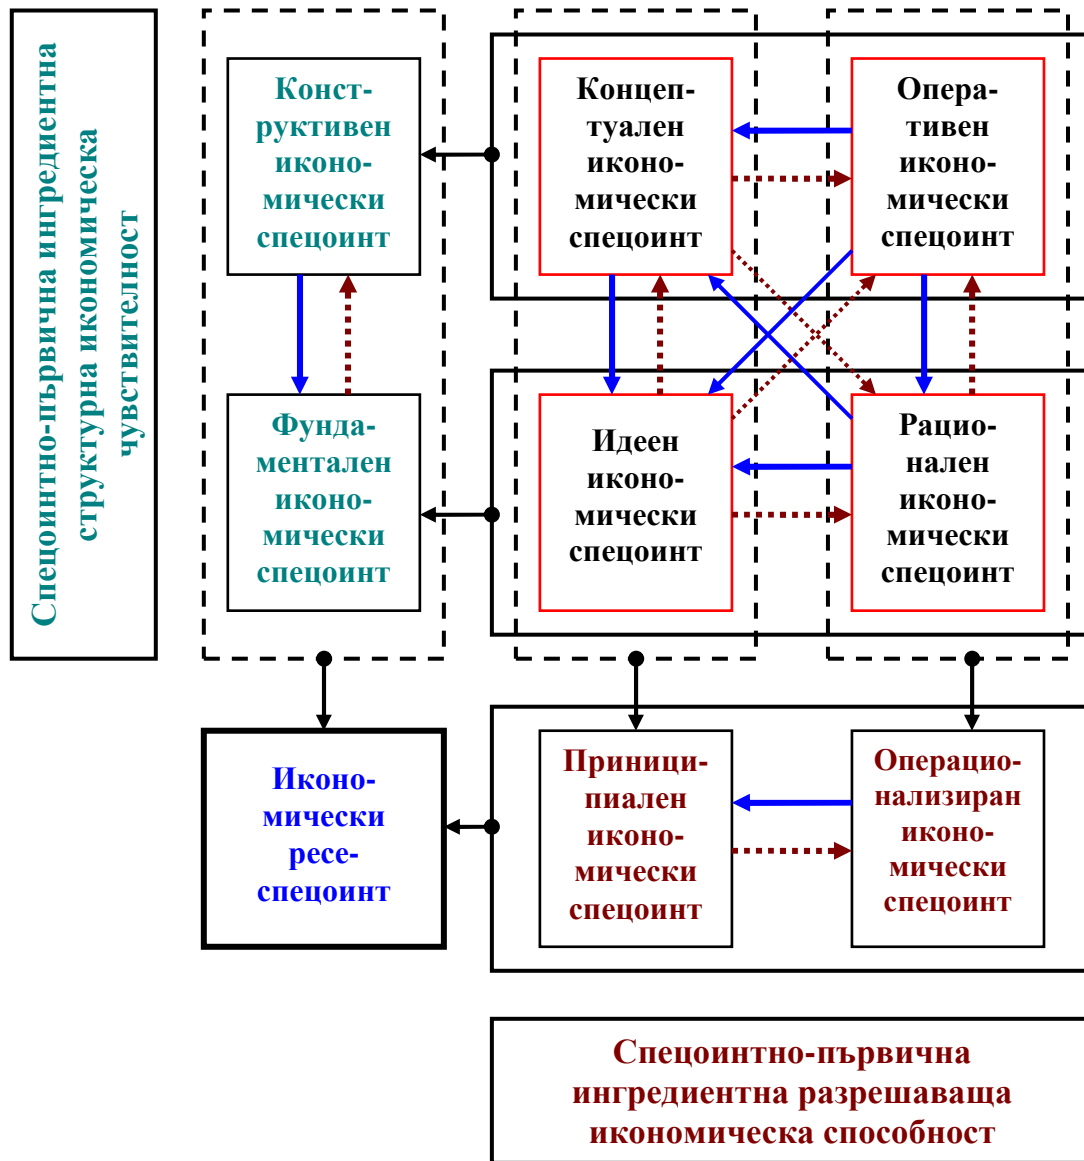 Спецоинтно-първична ингредиентна
структурна икономическа
чувствителност
Конст-
руктивен
иконо-
мически
спецоинт
Концеп-
туален
иконо-
мически
спецоинт
Опера-
тивен
иконо-
мически
спецоинт
Фунда-
ментален
иконо-
мически
спецоинт
Идеен
иконо-
мически
спецоинт
Рацио-
нален
иконо-
мически
спецоинт
Иконо-
мически
ресе-
спецоинт
Приници-
пиален
иконо-
мически
спецоинт
Операцио-
нализиран
иконо-
мически
спецоинт
Спецоинтно-първична
ингредиентна разрешаваща
икономическа способност